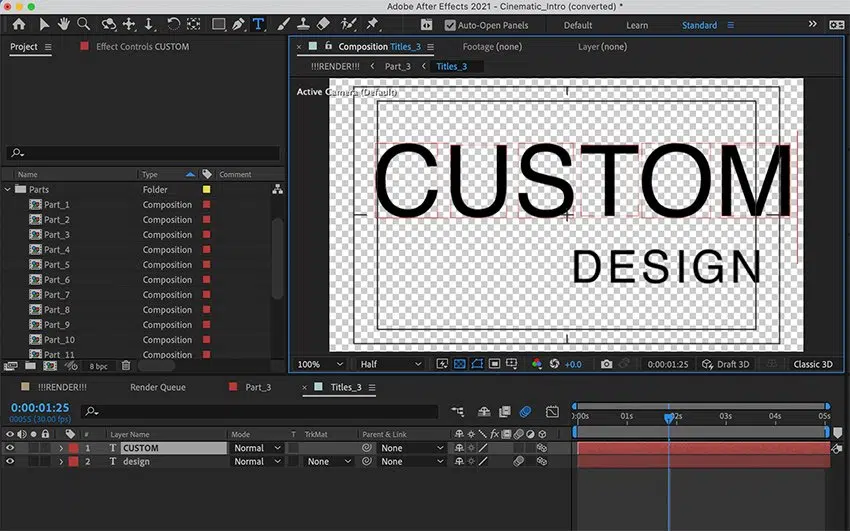 Adobe After Effects 2021 - Cinematic_Intro (converted) *
Auto-Open Panels Default Learn Standard
Project Effect Controls CUSTOM
Composition Titles_3 Footage (none) Layer (none)
!!!RENDER!!! Part_3 Titles_3
Active Camera (Default)
CUSTOM
DESIGN
Name Type Comment
Parts Folder
Part_1 Composition
Part_2 Composition
Part_3 Composition
Part_4 Composition
Part_5 Composition
Part_6 Composition
Part_7 Composition
Part_8 Composition
Part_9 Composition
Part_10 Composition
Part_11 Composition
8 bpc
100% Half +0.0 0:00:01:25 Draft 3D Classic 3D
!!!RENDER!!! Render Queue Part_3 Titles_3
0:00:01:25
00055 (30.00 fps)
:00s 01s 02s 03s 04s 05s
# Layer Name Mode T TrkMat Parent & Link
1 T CUSTOM Normal None
2 T design Normal None None